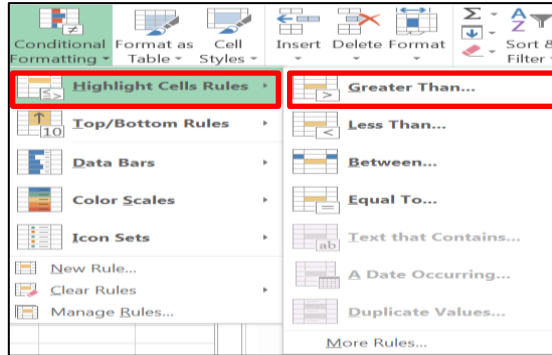 Conditional Format as Cell Insert Delete Format Sort &
Formatting Table Styles Filter
Highlight Cells Rules
Top/Bottom Rules
10
Data Bars
Color Scales
Icon Sets
New Rule...
Clear Rules
Manage Rules...
Greater Than...
Less Than...
Between...
Equal To...
ab
Text that Contains...
A Date Occurring...
Duplicate Values...
More Rules...